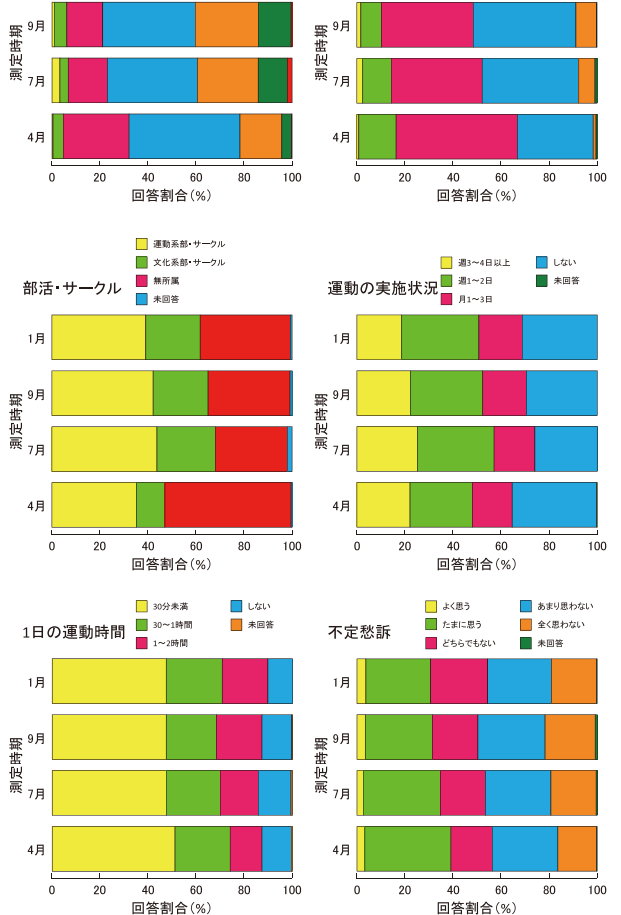 測定時期
9月
7月
4月
0 20 40 60 80 100
回答割合(%)
測定時期
9月
7月
4月
0 20 40 60 80 100
回答割合(%)
部活・サークル
運動系部・サークル
文化系部・サークル
無所属
未回答
測定時期
1月
9月
7月
4月
0 20 40 60 80 100
回答割合(%)
運動の実施状況
週3～4日以上
週1～2日
月1～3日
しない
未回答
測定時期
1月
9月
7月
4月
0 20 40 60 80 100
回答割合(%)
1日の運動時間
30分未満
30～1時間
1～2時間
しない
未回答
測定時期
1月
9月
7月
4月
0 20 40 60 80 100
回答割合(%)
不定愁訴
よく思う
たまに思う
どちらでもない
あまり思わない
全く思わない
未回答
測定時期
1月
9月
7月
4月
0 20 40 60 80 100
回答割合(%)